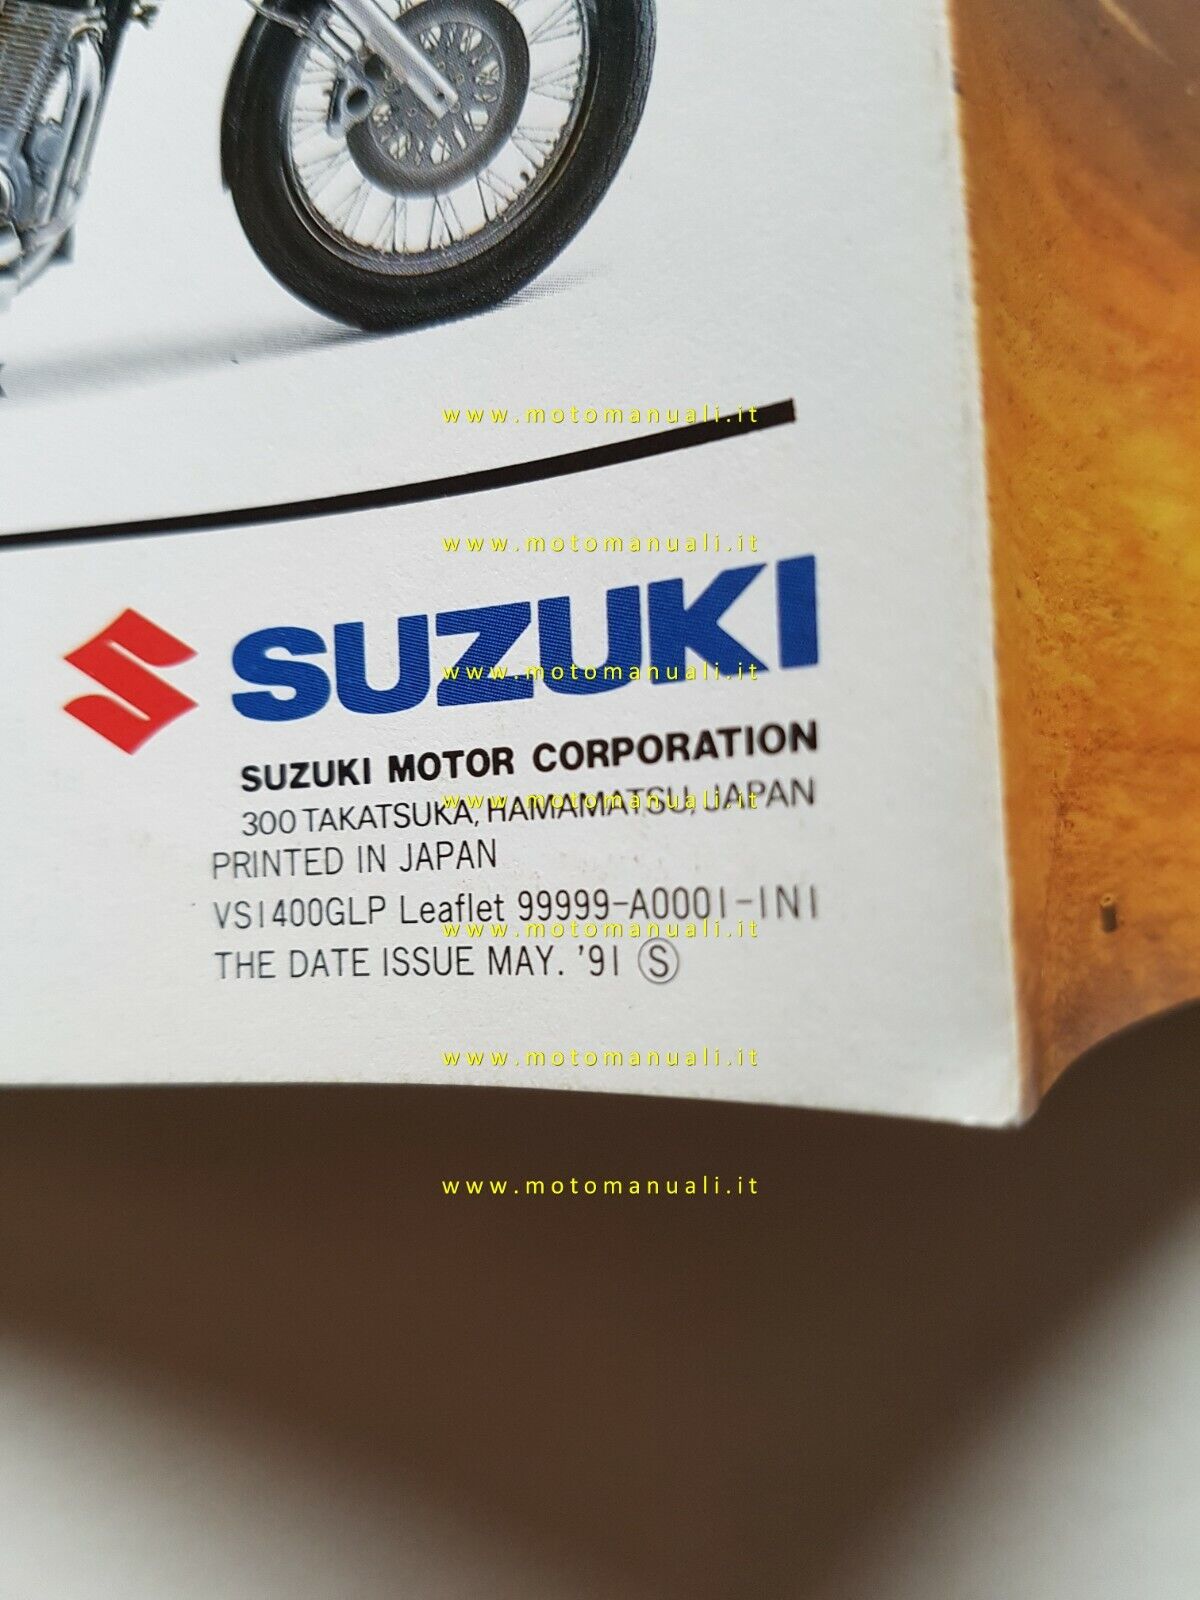 www.motomanuali.it
www.motomanuali.it
SUZUKI
www.motomanuali.it
SUZUKI MOTOR CORPORATION
300 TAKATSUKA, HAMAMATSU, JAPAN
www.motomanuali.it
PRINTED IN JAPAN
VS1400GLP Leaflet 99999-A0001-1N1
www.motomanuali.it
THE DATE ISSUE MAY. '91 Ⓢ
www.motomanuali.it
www.motomanuali.it